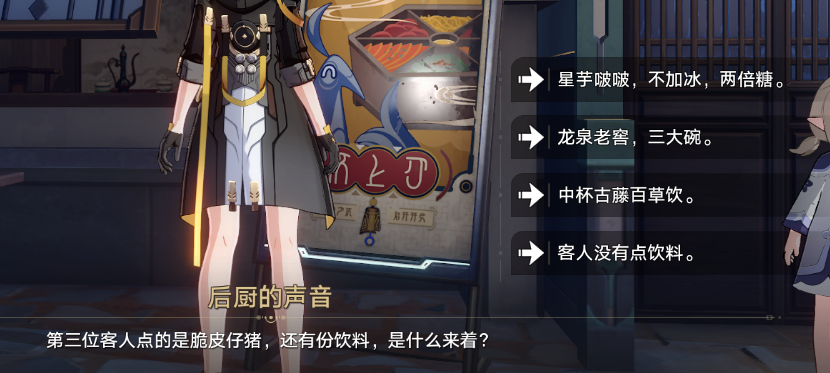 星芋啵啵，不加冰，两倍糖。
龙泉老窖，三大碗。
中杯古藤百草饮。
客人没有点饮料。
后厨的声音
第三位客人点的是脆皮仔猪，还有份饮料，是什么来着？